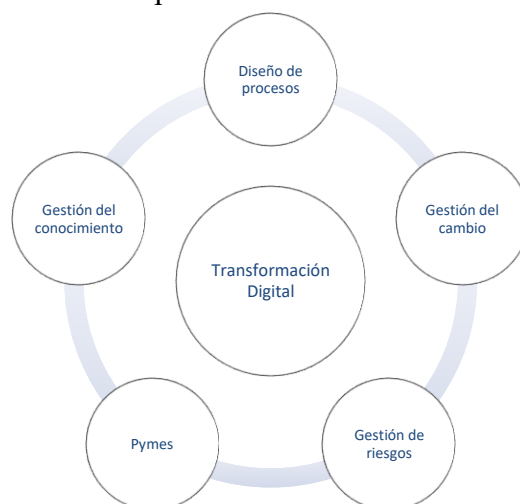 Diseño de
procesos
Gestión del
conocimiento
Gestión del
cambio
Transformación
Digital
Pymes
Gestión de
riesgos